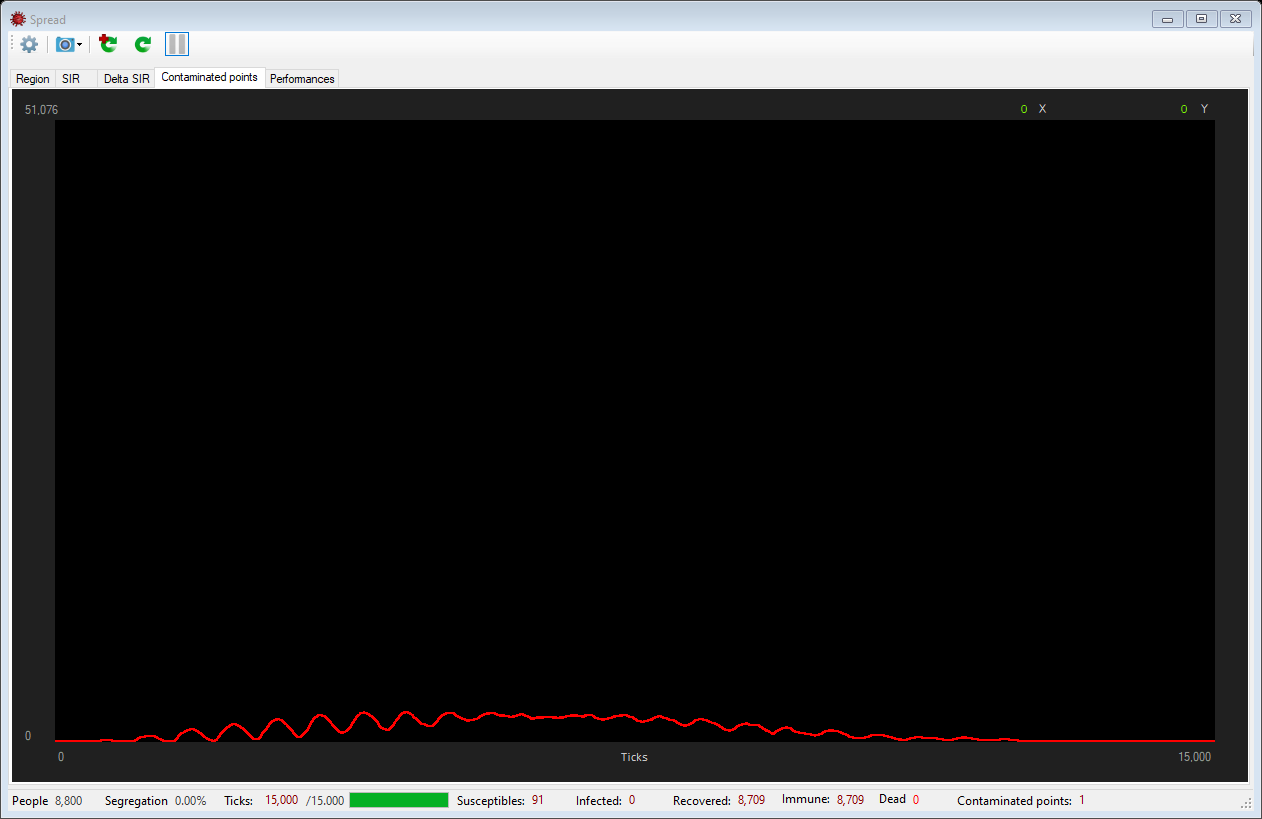 Spread
Region SIR Delta SIR Contaminated points Performances
51,076 0 X 0 Y
0
0 Ticks 15,000
People 8,800 Segregation 0.00% Ticks: 15,000 /15.000 Susceptibles: 91 Infected: 0 Recovered: 8,709 Immune: 8,709 Dead 0 Contaminated points: 1